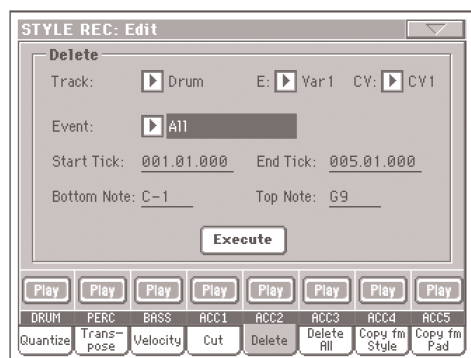 STYLE REC: Edit
Delete
Track: Drum E: Var1 CV: CV1
Event: All
Start Tick: 001.01.000 End Tick: 005.01.000
Bottom Note: C-1 Top Note: G9
Execute
Play Play Play Play Play Play Play Play
DRUM PERC BASS ACC1 ACC2 ACC3 ACC4 ACC5
Quantize Trans- Velocity Cut Delete Delete Copy fm Copy fm
pose All Style Pad